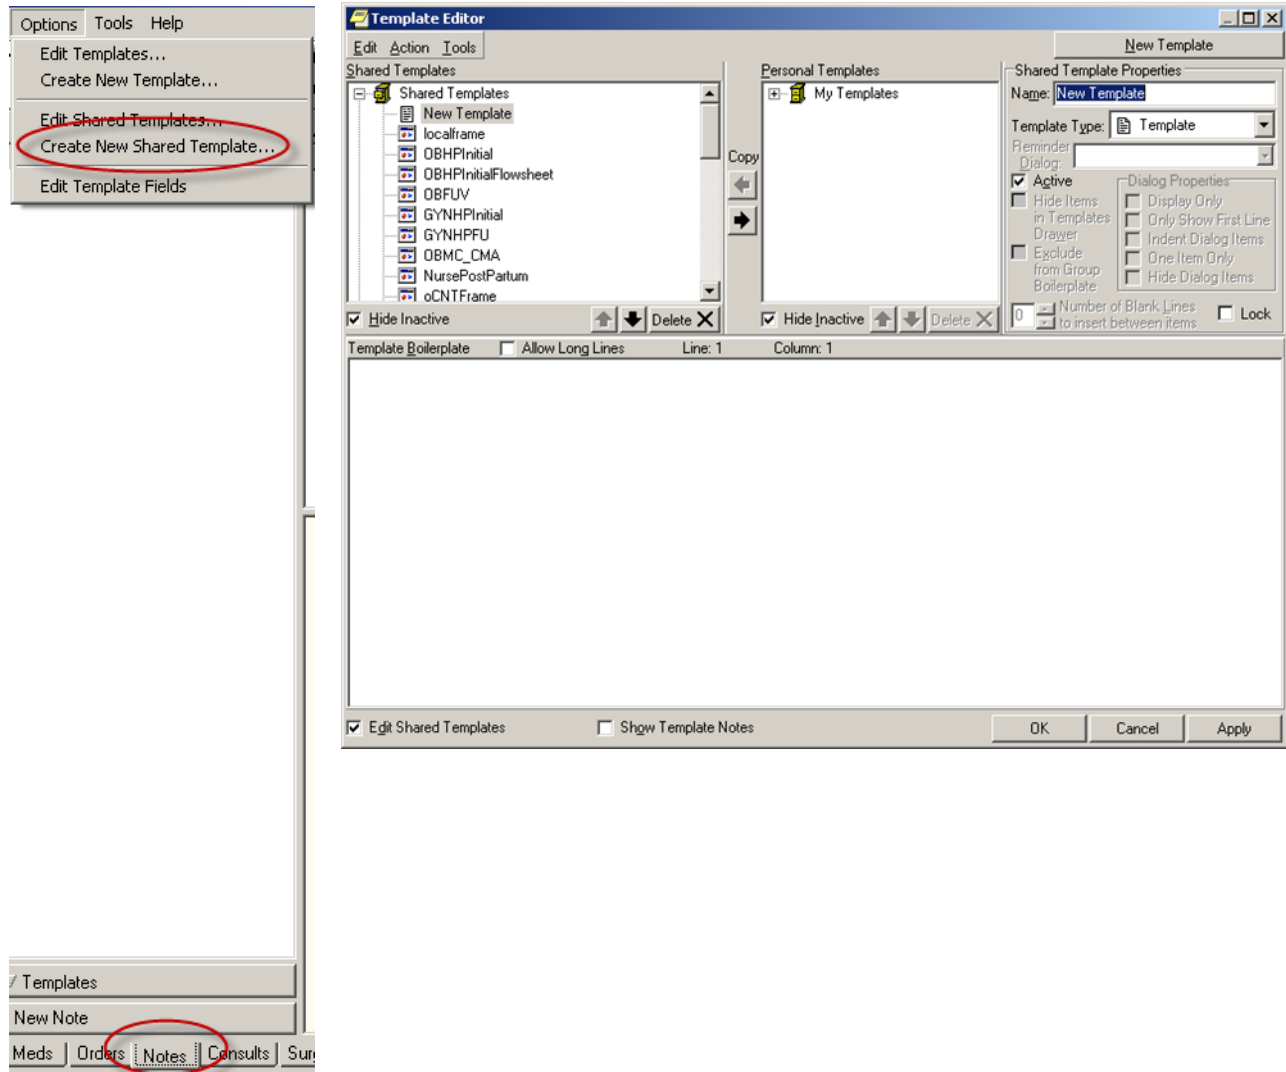 Options Tools Help
Edit Templates...
Create New Template...
Edit Shared Templates...
Create New Shared Template...
Edit Template Fields
/ Templates
New Note
Meds Orders Notes Consults Sur
Template Editor
Edit Action Tools
New Template
Shared Templates
Shared Templates
New Template
localframe
OBHPInitial
OBHPInitialFlowsheet
OBFUV
GYNHPInitial
GYNHPFU
OBMC_CMA
NursePostPartum
oCNTFrame
Hide Inactive
Delete
Copy
Personal Templates
My Templates
Hide Inactive
Delete
Shared Template Properties
Name: New Template
Template Type: Template
Reminder
Dialog:
Active
Hide Items
in Templates
Drawer
Exclude
from Group
Boilerplate
Dialog Properties
Display Only
Only Show First Line
Indent Dialog Items
One Item Only
Hide Dialog Items
0 Number of Blank Lines
to insert between items
Lock
Template Boilerplate Allow Long Lines Line: 1 Column: 1
Edit Shared Templates Show Template Notes OK Cancel Apply